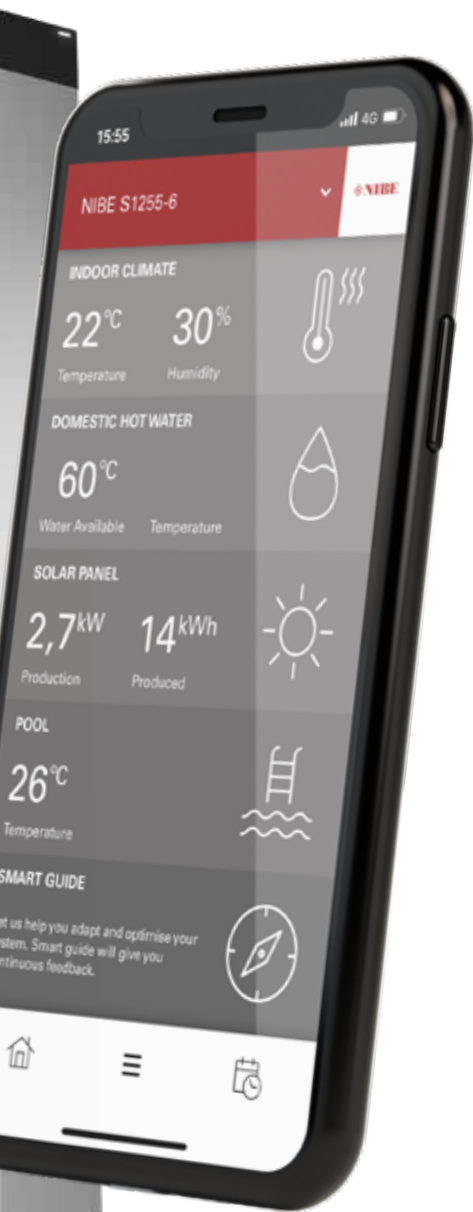 15:55
4G
NIBE S1255-6
NIBE
INDOOR CLIMATE
22°C 30%
Temperature Humidity
DOMESTIC HOT WATER
60°C
Water Available Temperature
SOLAR PANEL
2,7kW 14kWh
Production Produced
POOL
26°C
Temperature
SMART GUIDE
et us help you adapt and optimise your
ystem. Smart guide will give you
ntinuous feedback.